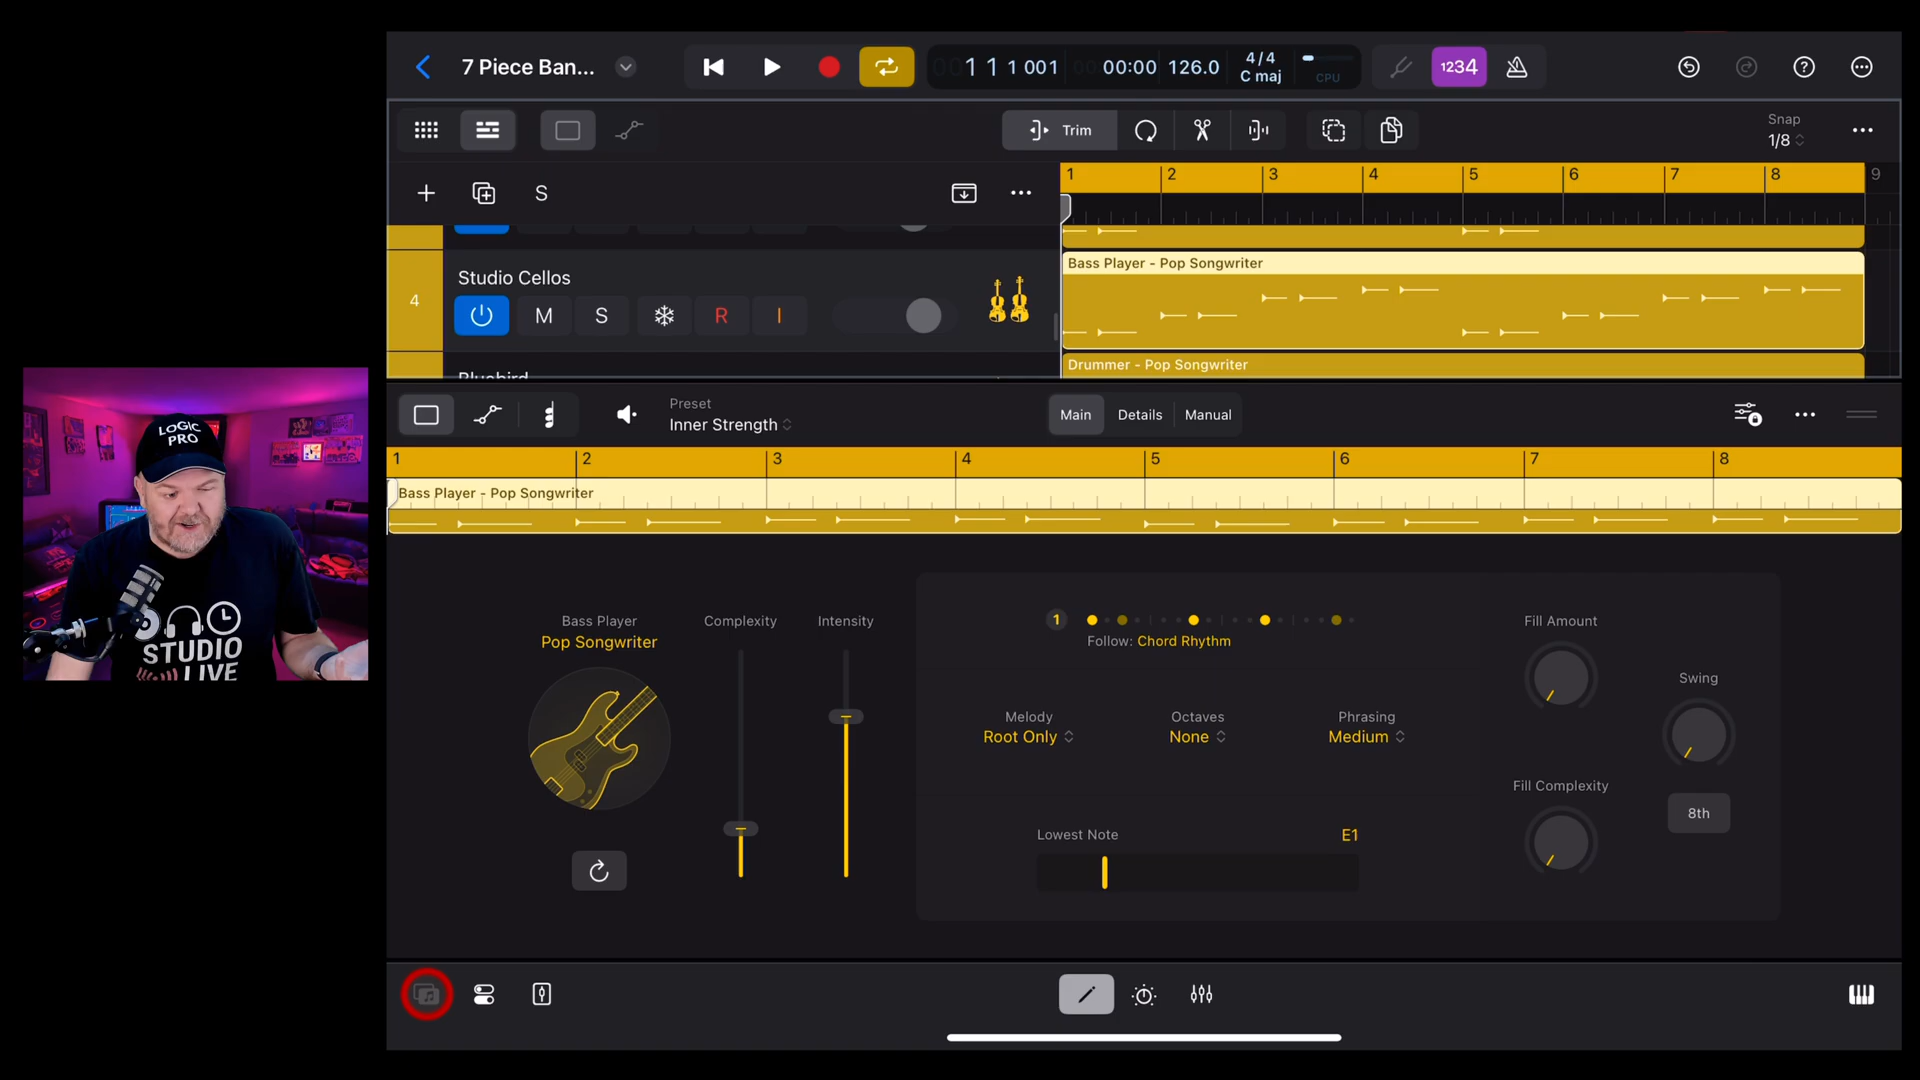 7 Piece Ban...
1 1 1 001
00:00
126.0
4/4
C maj
CPU
1234
Trim
Snap
1/8
S
1 2 3 4 5 6 7 8 9
4
Studio Cellos
M S R I
Bass Player - Pop Songwriter
Bluebird
Drummer - Pop Songwriter
Preset
Inner Strength
Main Details Manual
1 2 3 4 5 6 7 8
Bass Player - Pop Songwriter
Bass Player
Pop Songwriter
Complexity
Intensity
1
Follow: Chord Rhythm
Melody
Root Only
Octaves
None
Phrasing
Medium
Lowest Note
E1
Fill Amount
Fill Complexity
Swing
8th
LOGIC
PRO
STUDIO
LIVE